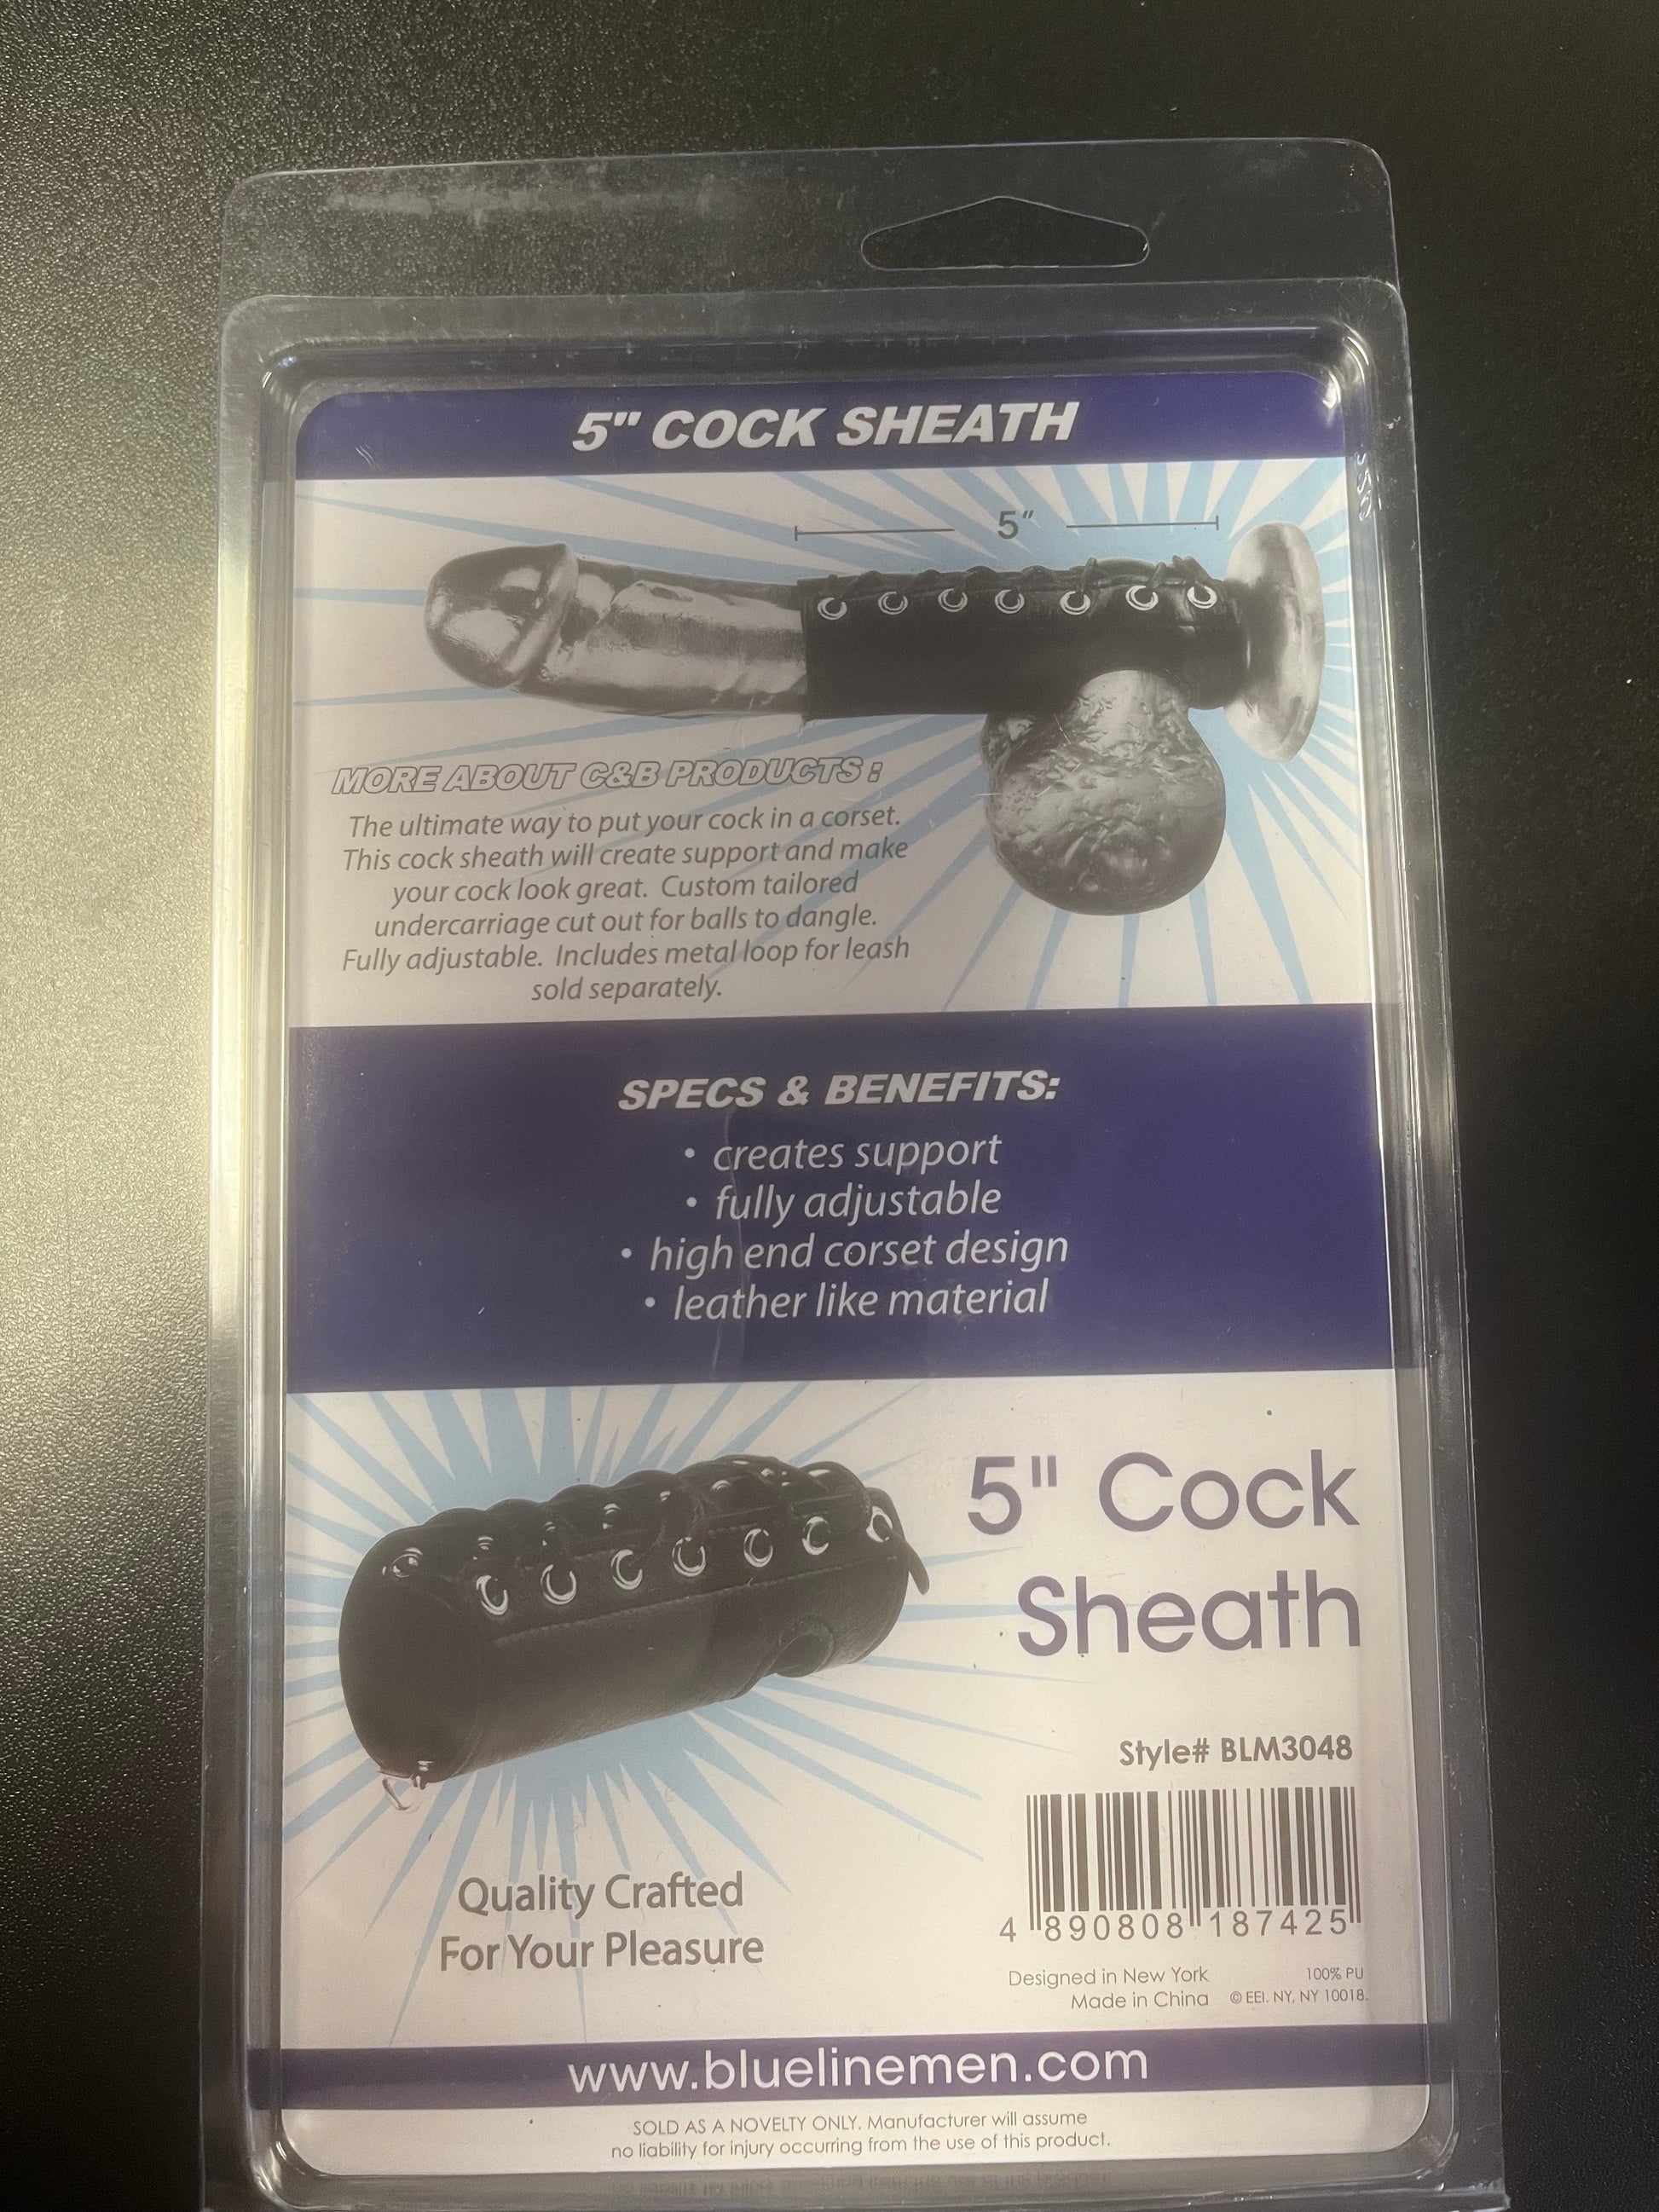 5" COCK SHEATH
5"
MORE ABOUT C&B PRODUCTS:
The ultimate way to put your cock in a corset.
This cock sheath will create support and make
your cock look great. Custom tailored
undercarriage cut out for balls to dangle.
Fully adjustable. Includes metal loop for leash
sold separately.
SPECS & BENEFITS:
• creates support
• fully adjustable
• high end corset design
• leather like material
5" Cock
Sheath
Style# BLM3048
4 890808 187425
Quality Crafted
For Your Pleasure
Designed in New York
Made in China
100% PU
© EEI. NY, NY 10018.
www.bluelinemen.com
SOLD AS A NOVELTY ONLY. Manufacturer will assume
no liability for injury occurring from the use of this product.